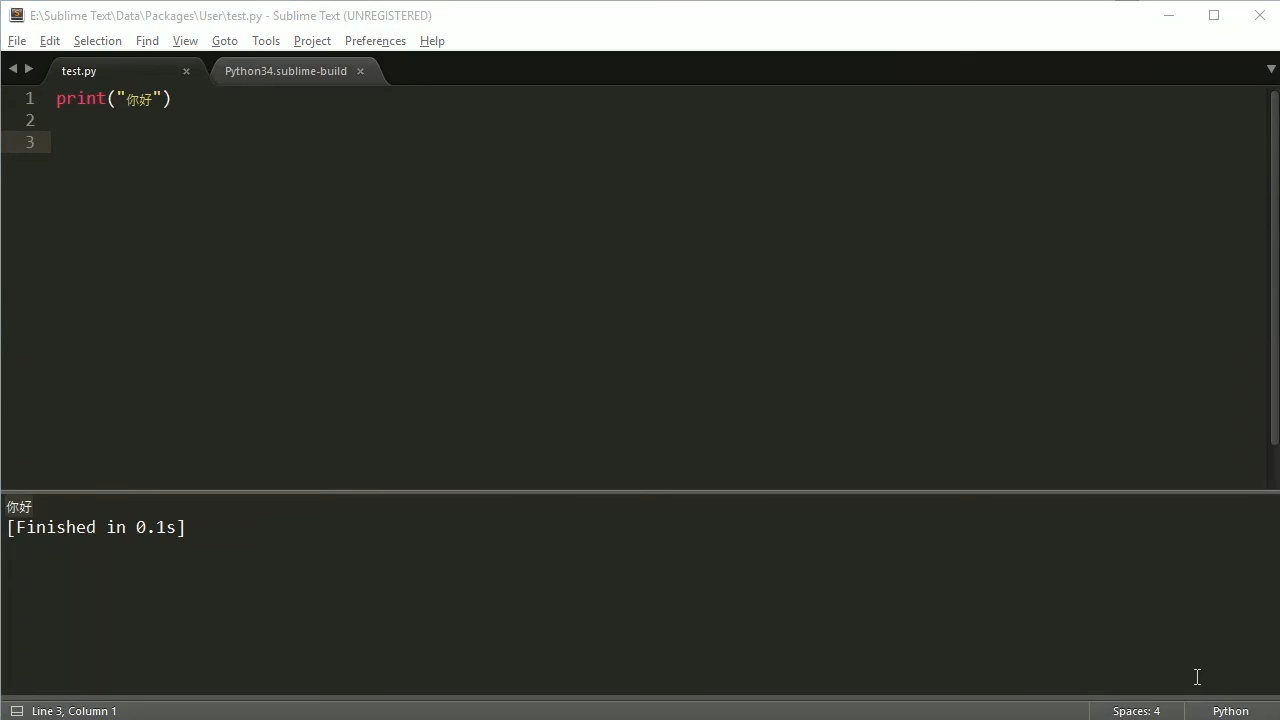 E:\Sublime Text\Data\Packages\User\test.py - Sublime Text (UNREGISTERED)
File Edit Selection Find View Goto Tools Project Preferences Help
test.py Python34.sublime-build
1 print("你好")
2
3
你好
[Finished in 0.1s]
Line 3, Column 1 Spaces: 4 Python